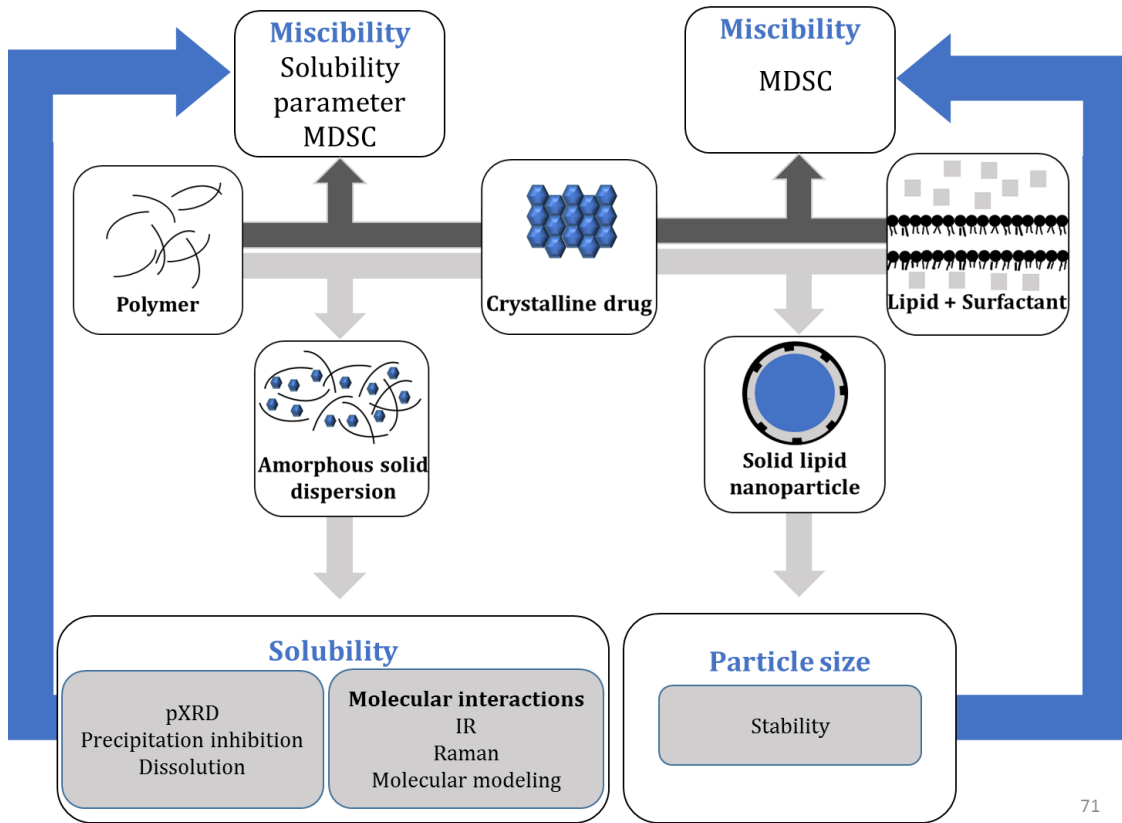 Miscibility
Solubility
parameter
MDSC
Miscibility
MDSC
Polymer
Crystalline drug
Lipid + Surfactant
Amorphous solid
dispersion
Solid lipid
nanoparticle
Solubility
pXRD
Precipitation inhibition
Dissolution
Molecular interactions
IR
Raman
Molecular modeling
Particle size
Stability
71